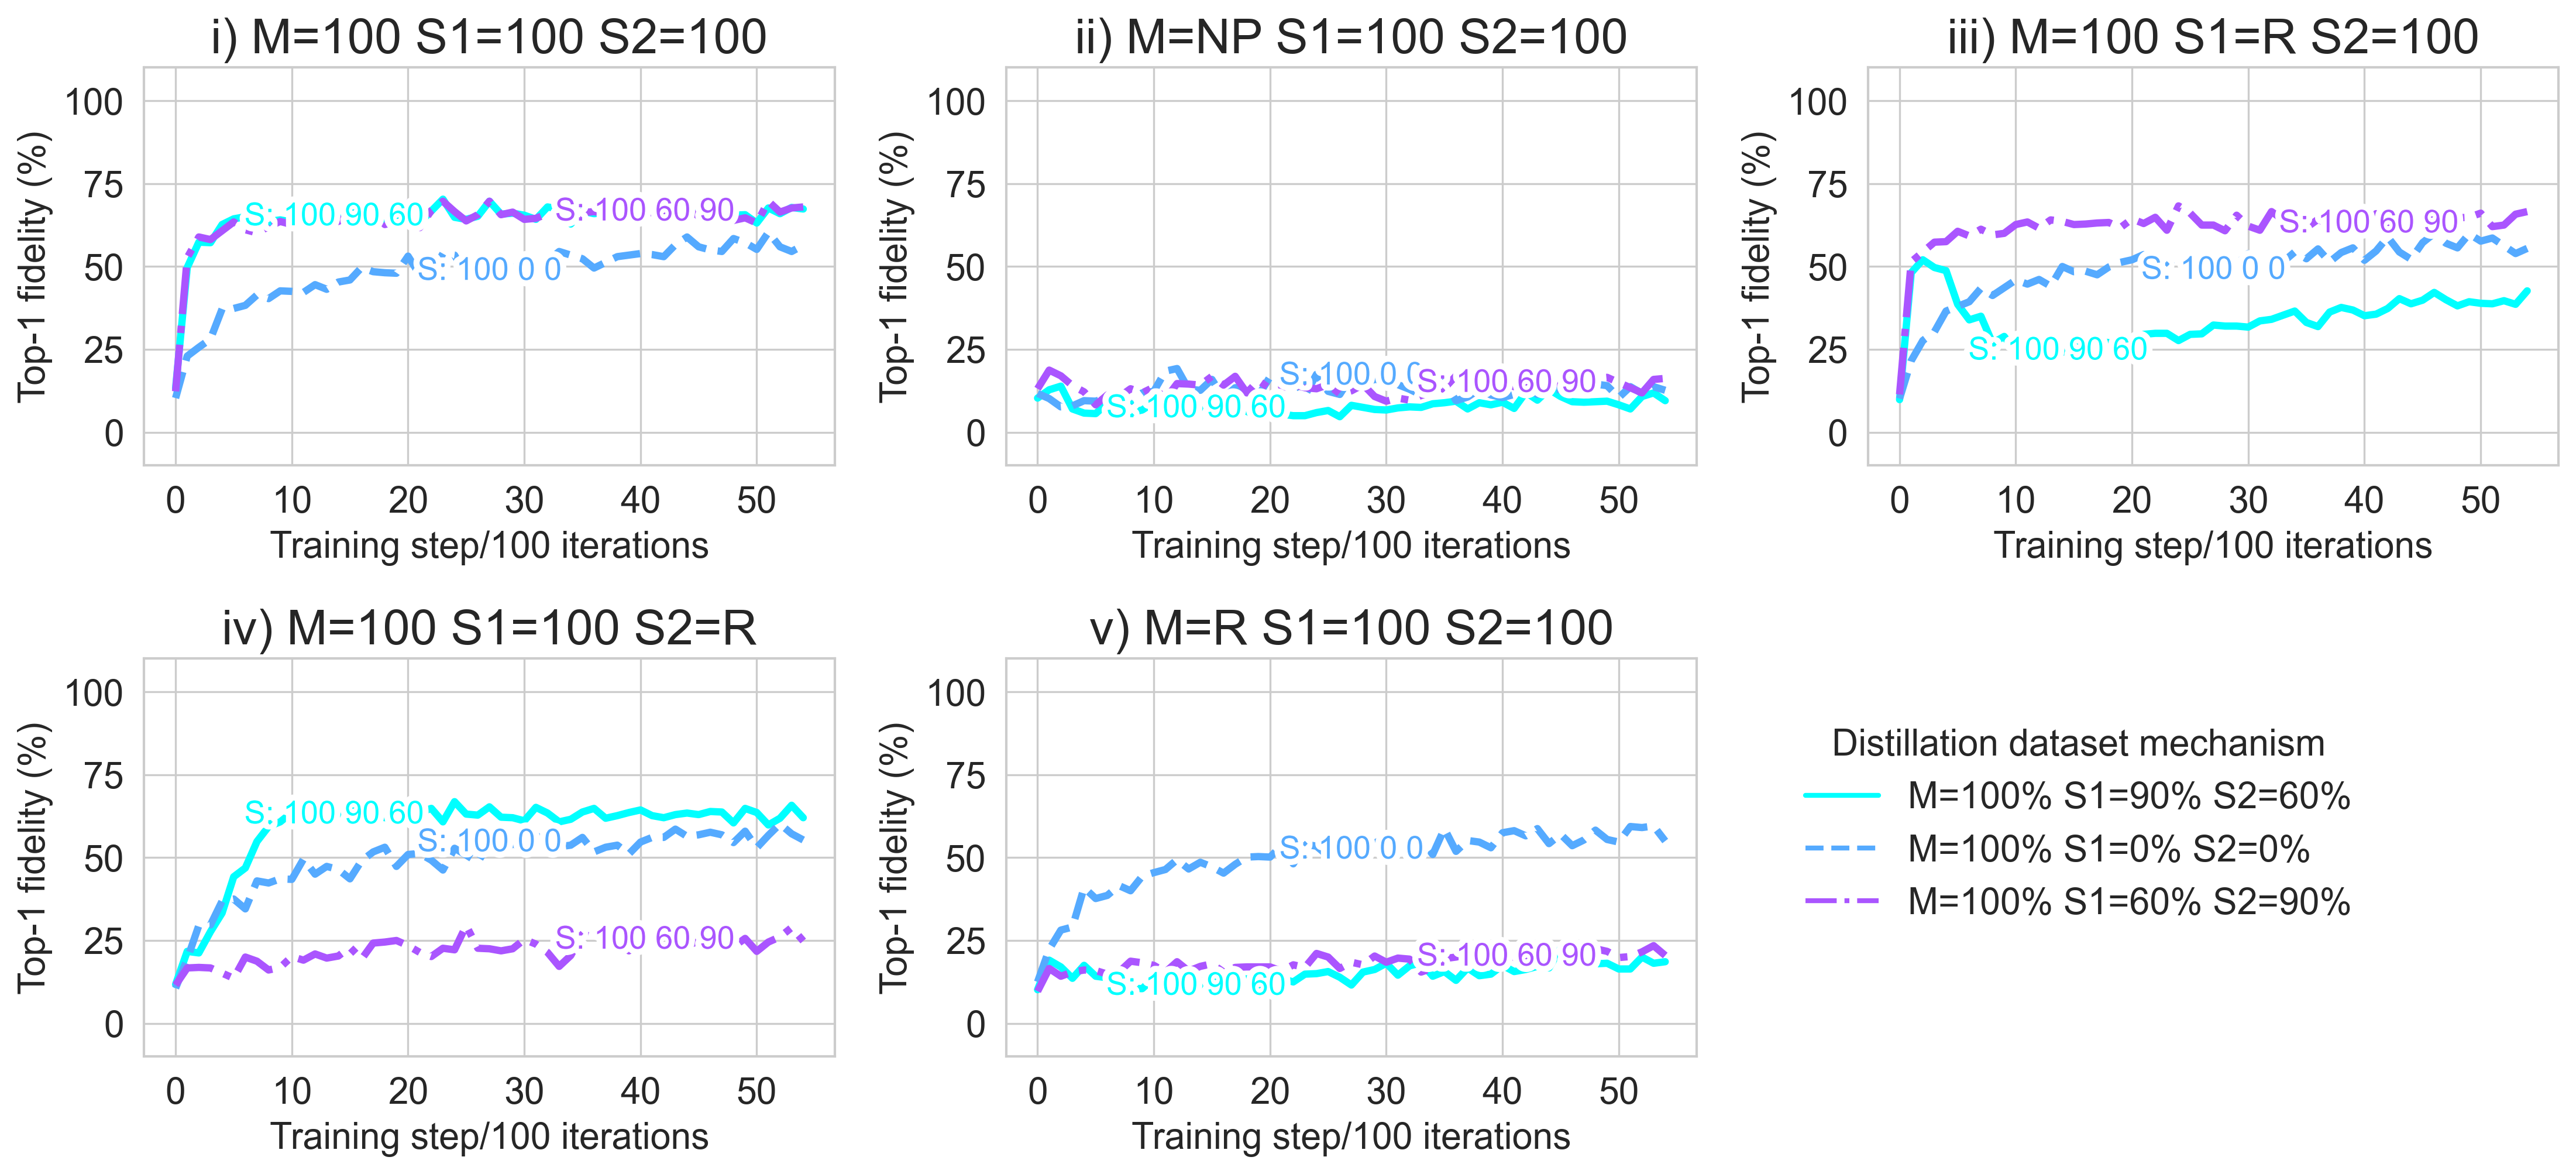 i) M=100 S1=100 S2=100
Top-1 fidelity (%)
100
75
50
25
0
S: 100 90 60
S: 100 60 90
S: 100 0 0
0 10 20 30 40 50
Training step/100 iterations
ii) M=NP S1=100 S2=100
Top-1 fidelity (%)
100
75
50
25
0
S: 100 0 0
S: 100 60 90
S: 100 90 60
0 10 20 30 40 50
Training step/100 iterations
iii) M=100 S1=R S2=100
Top-1 fidelity (%)
100
75
50
25
0
S: 100 60 90
S: 100 0 0
S: 100 90 60
0 10 20 30 40 50
Training step/100 iterations
iv) M=100 S1=100 S2=R
Top-1 fidelity (%)
100
75
50
25
0
S: 100 90 60
S: 100 0 0
S: 100 60 90
0 10 20 30 40 50
Training step/100 iterations
v) M=R S1=100 S2=100
Top-1 fidelity (%)
100
75
50
25
0
S: 100 0 0
S: 100 60 90
S: 100 90 60
0 10 20 30 40 50
Training step/100 iterations
Distillation dataset mechanism
M=100% S1=90% S2=60%
M=100% S1=0% S2=0%
M=100% S1=60% S2=90%